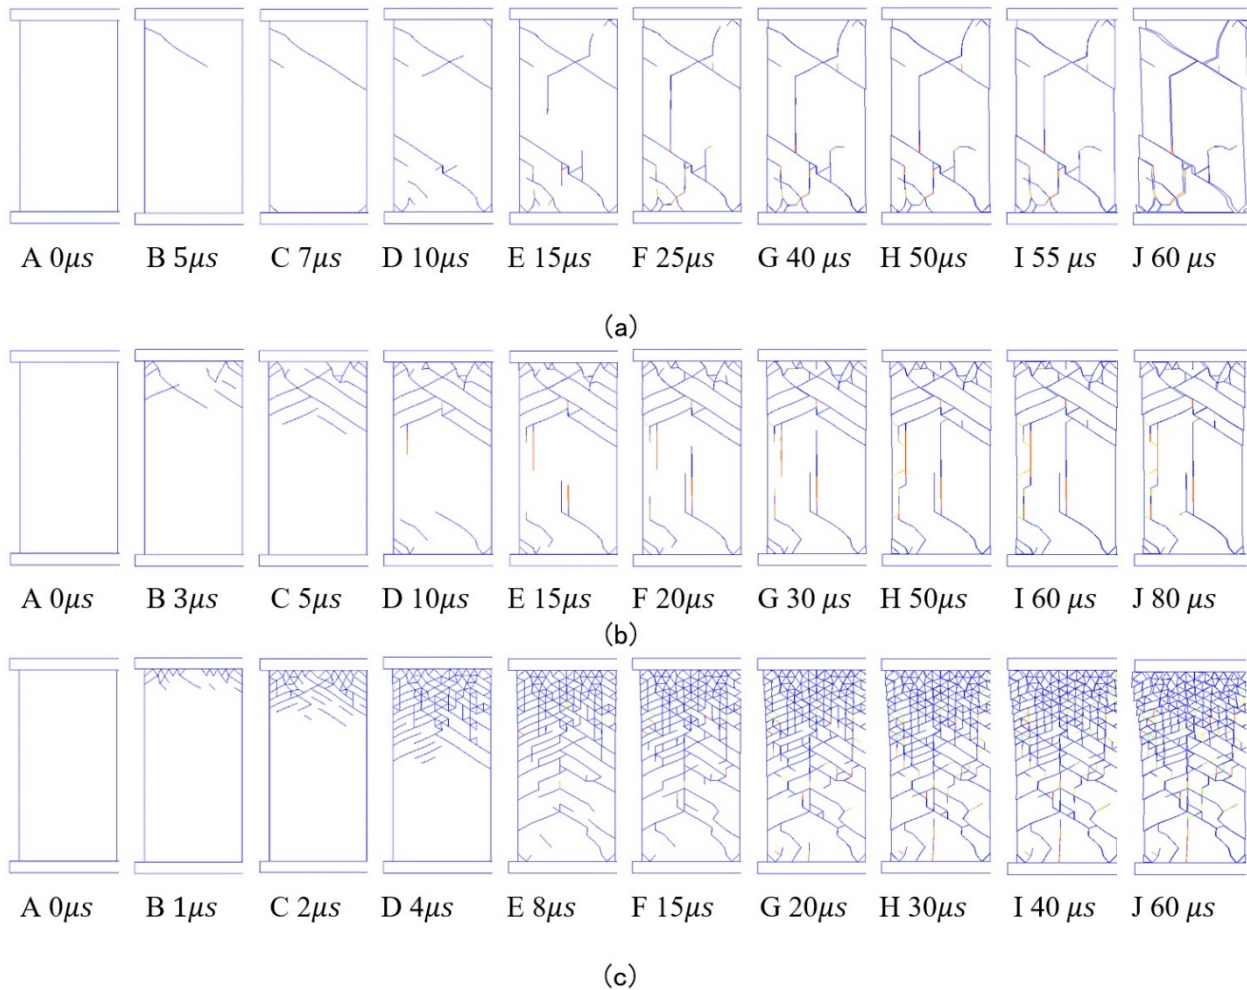 A 0μs B 5μs C 7μs D 10μs E 15μs F 25μs G 40 μs H 50μs I 55 μs J 60 μs
(a)
A 0μs B 3μs C 5μs D 10μs E 15μs F 20μs G 30 μs H 50μs I 60 μs J 80 μs
(b)
A 0μs B 1μs C 2μs D 4μs E 8μs F 15μs G 20μs H 30μs I 40 μs J 60 μs
(c)